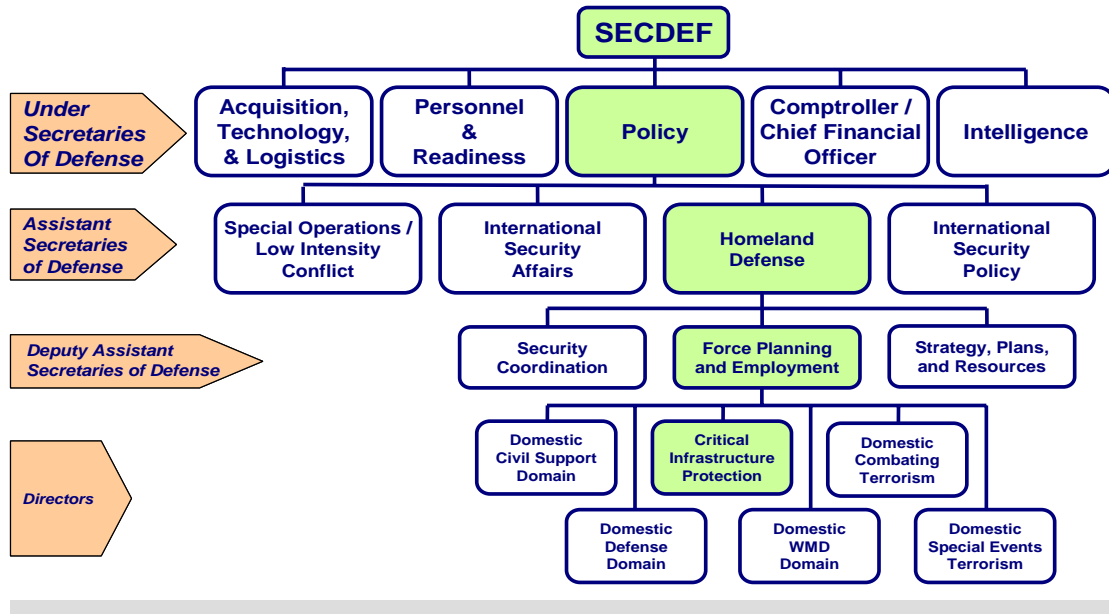 SECDEF
Under
Secretaries
Of Defense
Acquisition,
Technology,
& Logistics
Personnel
&
Readiness
Policy
Comptroller /
Chief Financial
Officer
Intelligence
Assistant
Secretaries
of Defense
Special Operations /
Low Intensity
Conflict
International
Security
Affairs
Homeland
Defense
International
Security
Policy
Deputy Assistant
Secretaries of Defense
Security
Coordination
Force Planning
and Employment
Strategy, Plans,
and Resources
Directors
Domestic
Civil Support
Domain
Critical
Infrastructure
Protection
Domestic
Combating
Terrorism
Domestic
Defense
Domain
Domestic
WMD
Domain
Domestic
Special Events
Terrorism